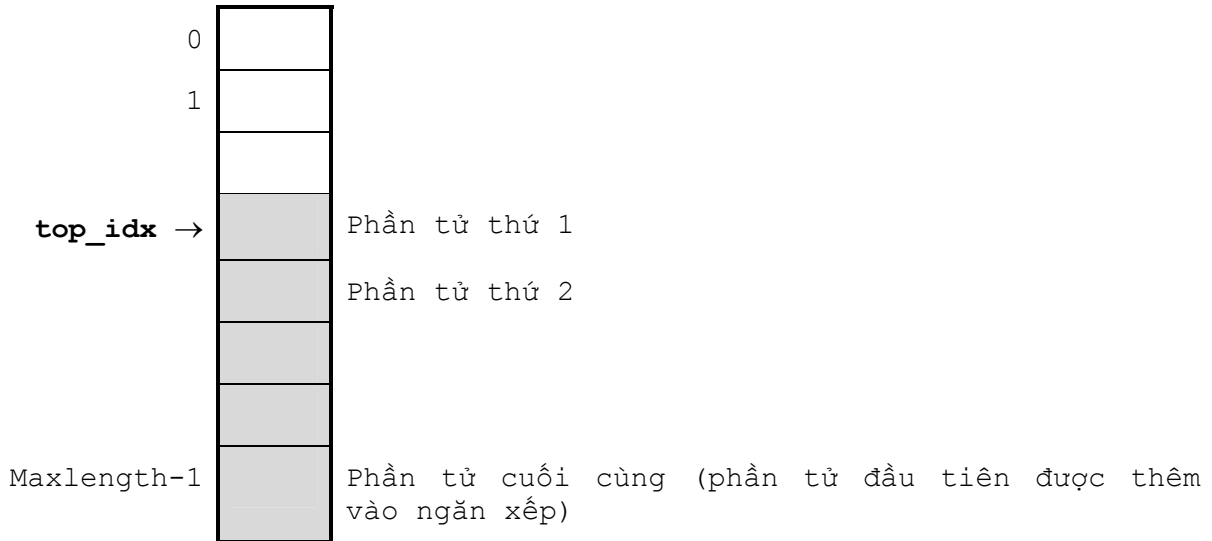 0
1
top_idx → Phần tử thứ 1
Phần tử thứ 2
Maxlength-1 Phần tử cuối cùng (phần tử đầu tiên được thêm
vào ngăn xếp)